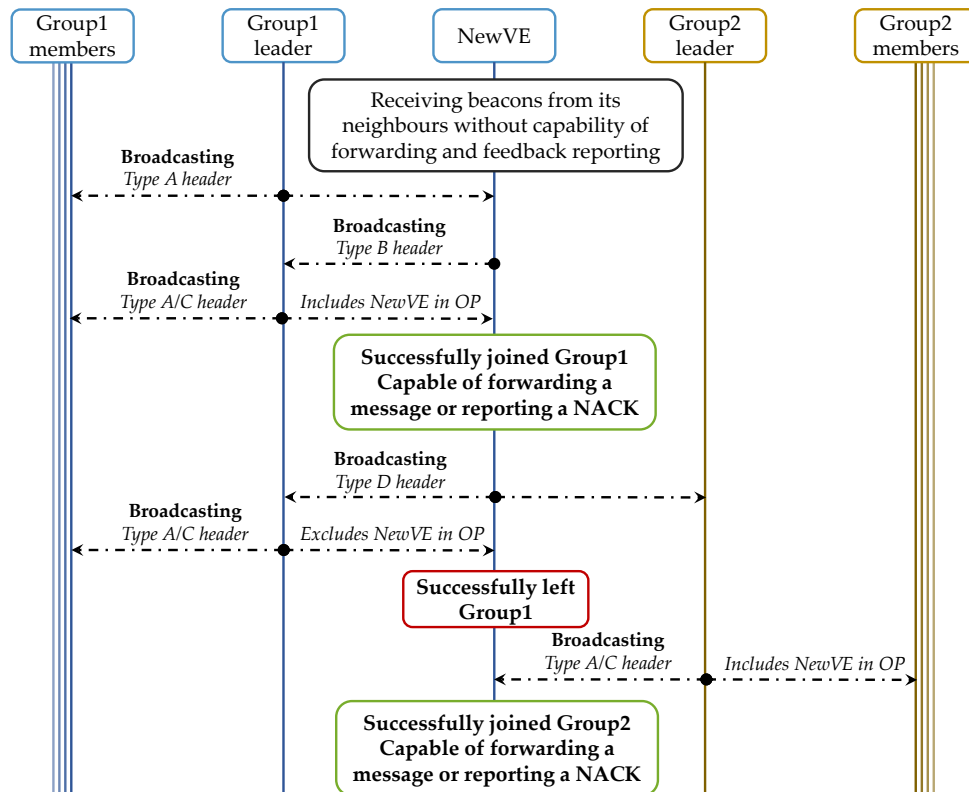 Group1
members
Group1
leader
NewVE
Group2
leader
Group2
members
Receiving beacons from its
neighbours without capability of
forwarding and feedback reporting
Broadcasting
Type A header
Broadcasting
Type B header
Broadcasting
Type A/C header
Includes NewVE in OP
Successfully joined Group1
Capable of forwarding a
message or reporting a NACK
Broadcasting
Type D header
Broadcasting
Type A/C header
Excludes NewVE in OP
Successfully left
Group1
Broadcasting
Type A/C header
Includes NewVE in OP
Successfully joined Group2
Capable of forwarding a
message or reporting a NACK